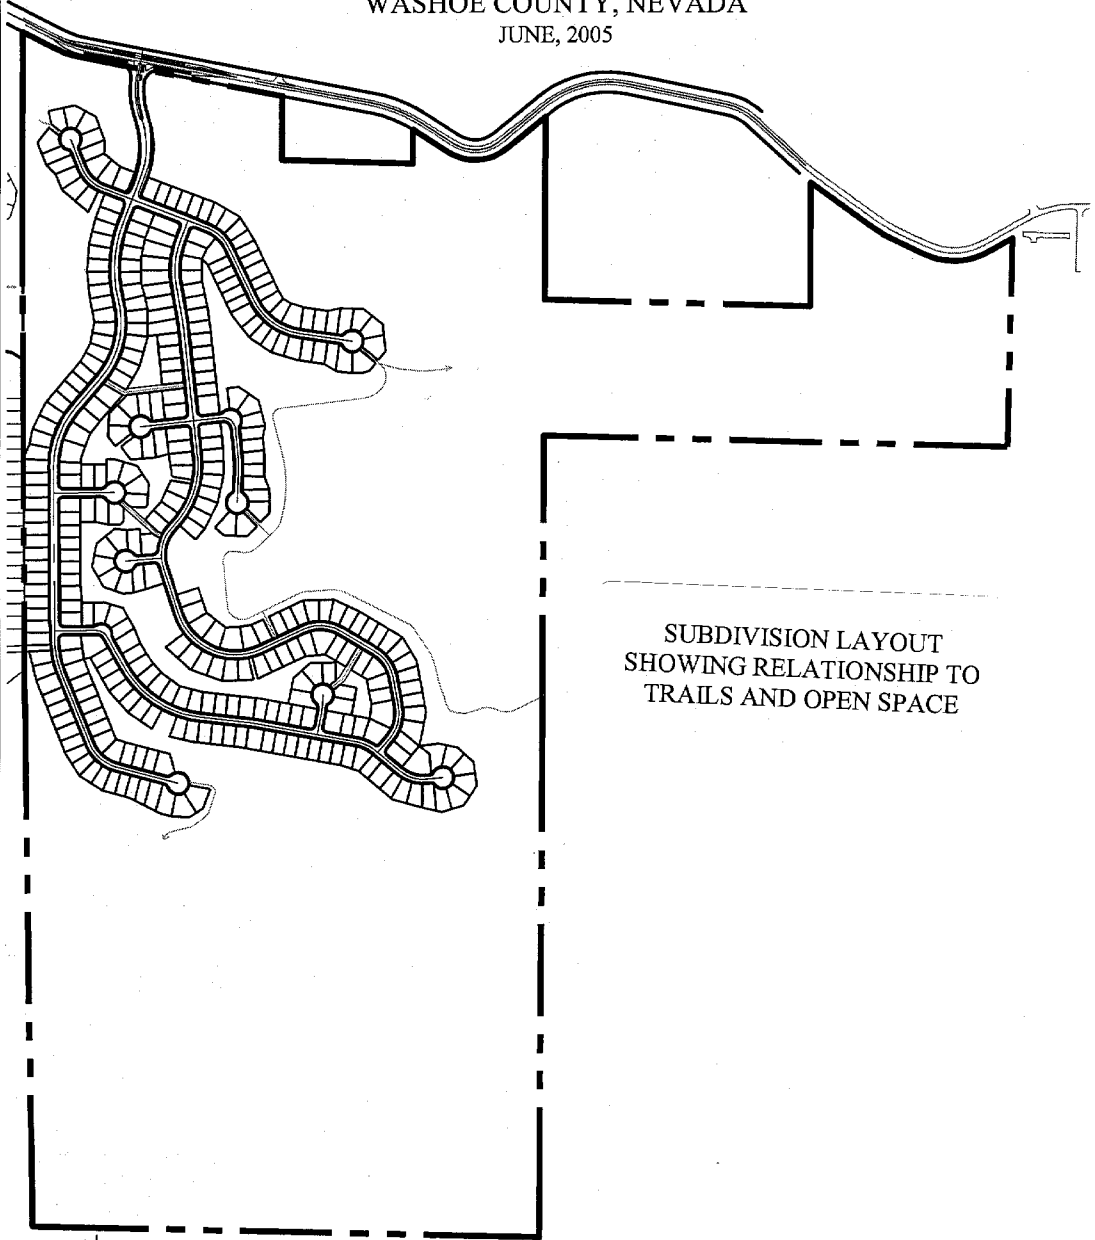 WASHOE COUNTY, NEVADA
JUNE, 2005
SUBDIVISION LAYOUT
SHOWING RELATIONSHIP TO
TRAILS AND OPEN SPACE